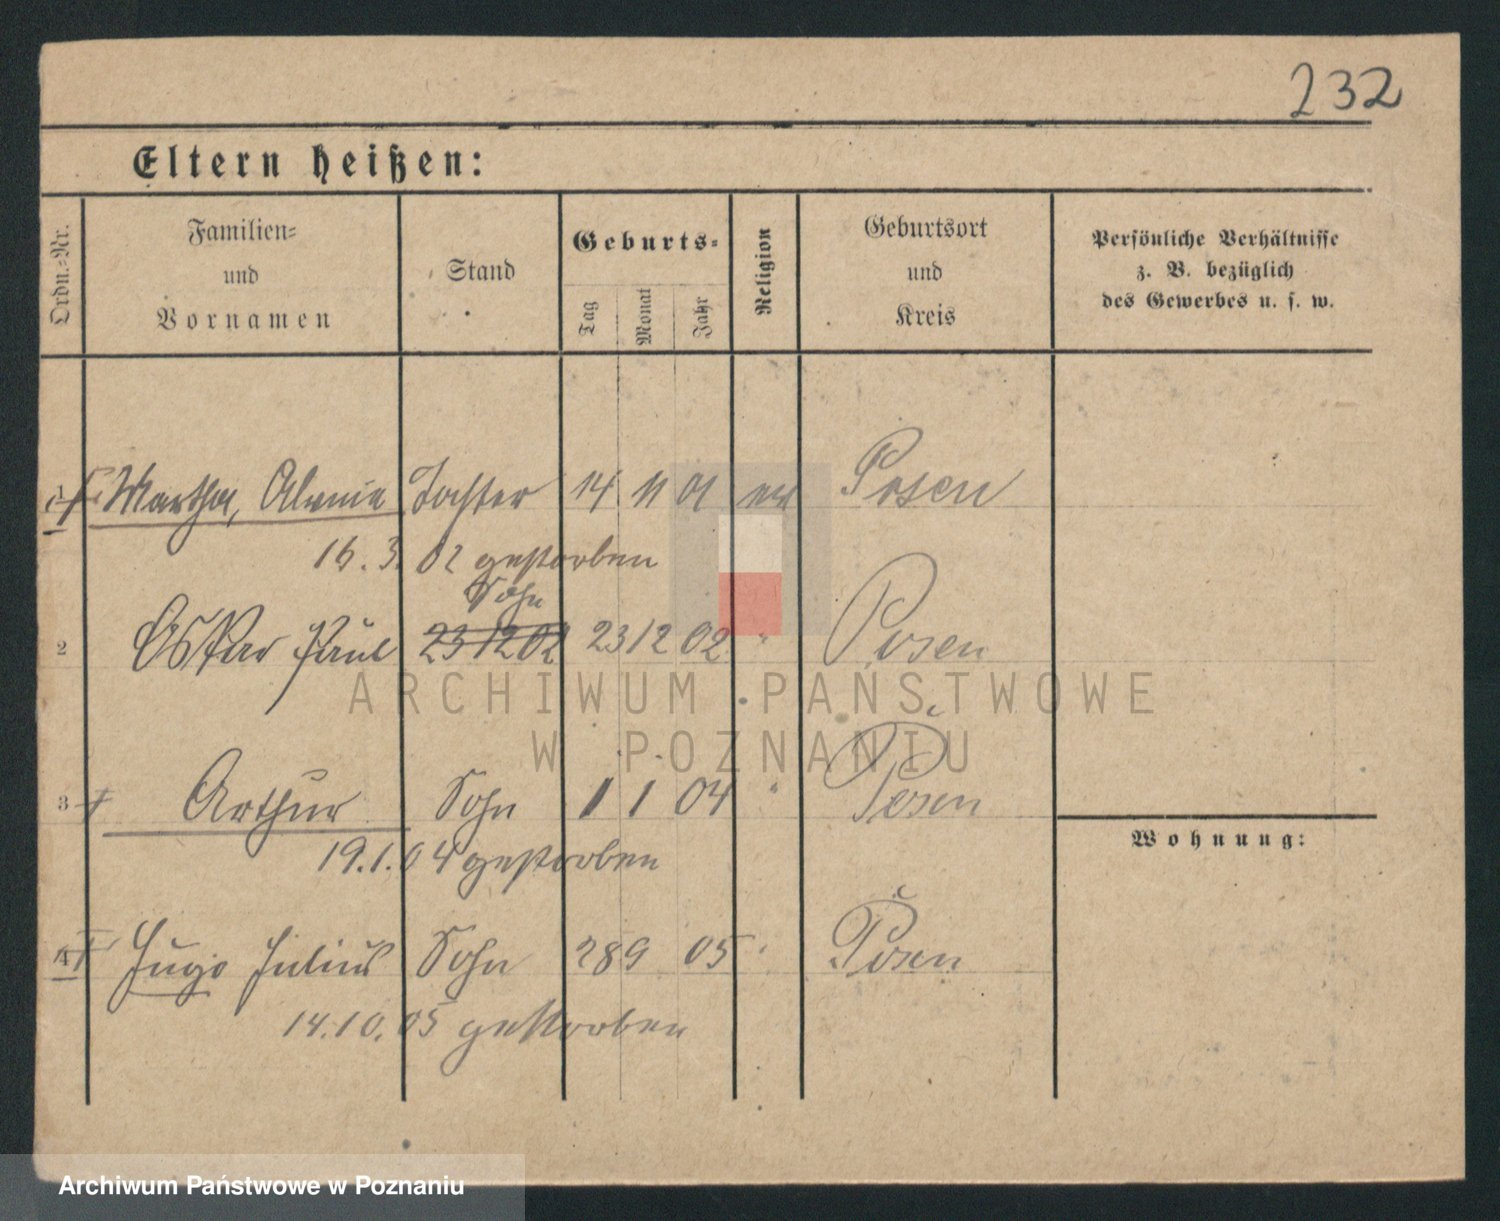 232
Eltern heißen:
Ordn.-Nr.
Familien-
und
Vornamen
Stand
Geburts-
Tag
Monat
Jahr
Religion
Geburtsort
und
Kreis
Persönliche Verhältnisse
z. B. bezüglich
des Gewerbes u. s. w.
1 Martha, Tochter 14 11 01 Posen
16. 3. 02 gestorben
Sohn
2 Oskar Paul 23 12 02 23 12 02 " Posen
ARCHIWUM PAŃSTWOWE
W POZNANIU
3 † Arthur Sohn 1 1 04 " Posen
Wohnung:
19.1.04 gestorben
4 † Hugo Julius Sohn 28 9 05 " Posen
14.10.05 gestorben
Archiwum Państwowe w Poznaniu